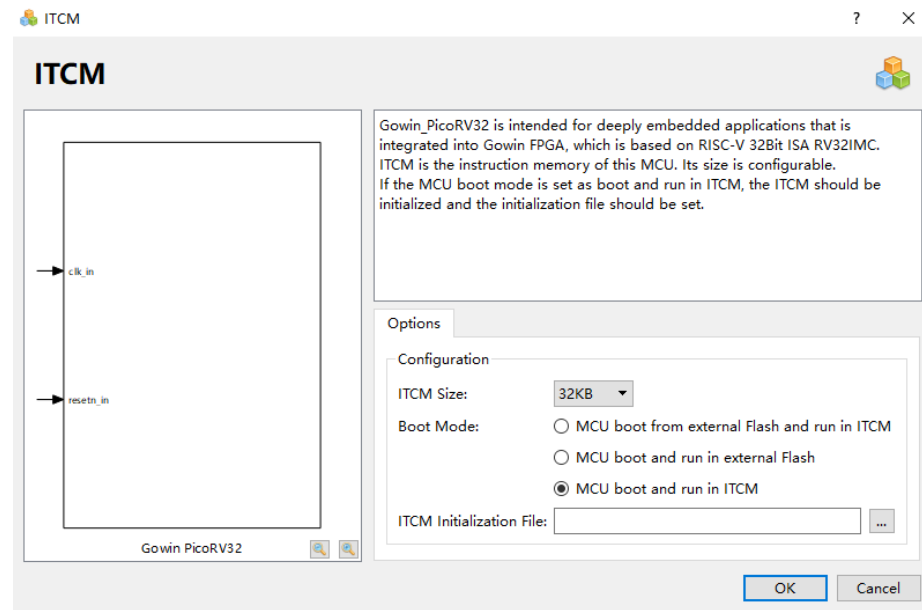 ITCM
?
×
ITCM
clk_in
resetn_in
Gowin PicoRV32
Gowin_PicoRV32 is intended for deeply embedded applications that is
integrated into Gowin FPGA, which is based on RISC-V 32Bit ISA RV32IMC.
ITCM is the instruction memory of this MCU. Its size is configurable.
If the MCU boot mode is set as boot and run in ITCM, the ITCM should be
initialized and the initialization file should be set.
Options
Configuration
ITCM Size: 32KB
Boot Mode: MCU boot from external Flash and run in ITCM
MCU boot and run in external Flash
MCU boot and run in ITCM
ITCM Initialization File: ...
OK Cancel